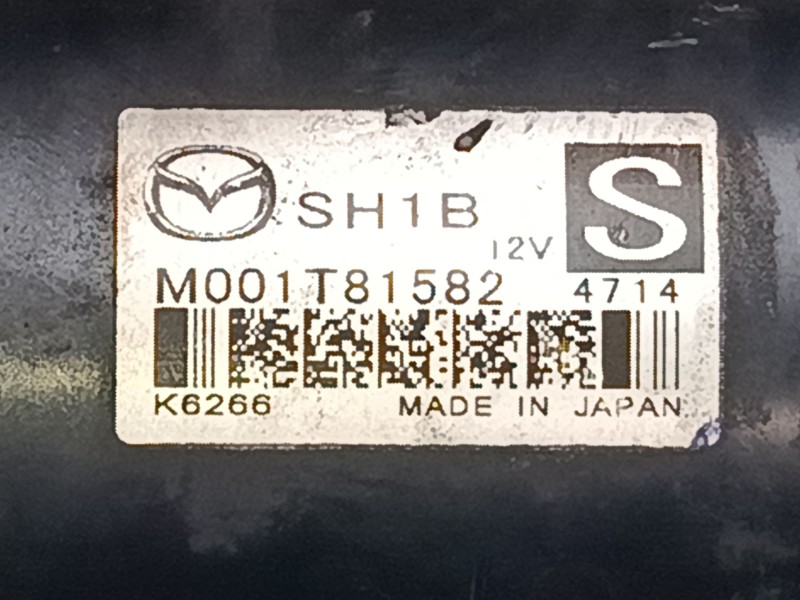 SH1B
12V
S
M001T81582
4714
K6266
MADE IN JAPAN